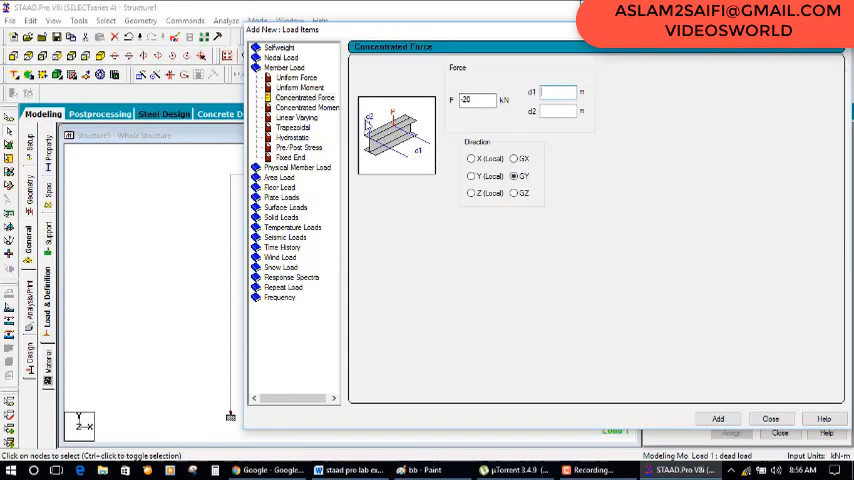 ASLAM2SAIFI@GMAIL.COM
VIDEOSWORLD
STAAD.Pro V8i (SELECTseries 4) - Structure1
File Edit View Tools Select Geometry Commands Analyze Mode Window Help
Modeling Postprocessing Steel Design Concrete D
Structure1 - Whole Structure
Setup
Geometry
General
Analysis/Print
Design
Property
Spec
Support
Load & Definition
Material
Add New : Load Items
Selfweight
Nodal Load
Member Load
Uniform Force
Uniform Moment
Concentrated Force
Concentrated Momen
Linear Varying
Trapezoidal
Hydrostatic
Pre/Post Stress
Fixed End
Physical Member Load
Area Load
Floor Load
Plate Loads
Surface Loads
Solid Loads
Temperature Loads
Seismic Loads
Time History
Wind Load
Snow Load
Response Spectra
Repeat Load
Frequency
Concentrated Force
Force
P -20 kN
d1 m
d2 m
d2
P
d1
Direction
X (Local) GX
Y (Local) GY
Z (Local) GZ
Add Close Help
Load 1
Assign Close Help
Y
Z X
Click on nodes to select (Ctrl+click to toggle selection)
Modeling Mo Load 1 : dead load Input Units: kN-m
Google - Google... staad pro lab ex... bb - Paint µTorrent 3.4.9 (... Recording... STAAD.Pro V8i (... 8:56 AM